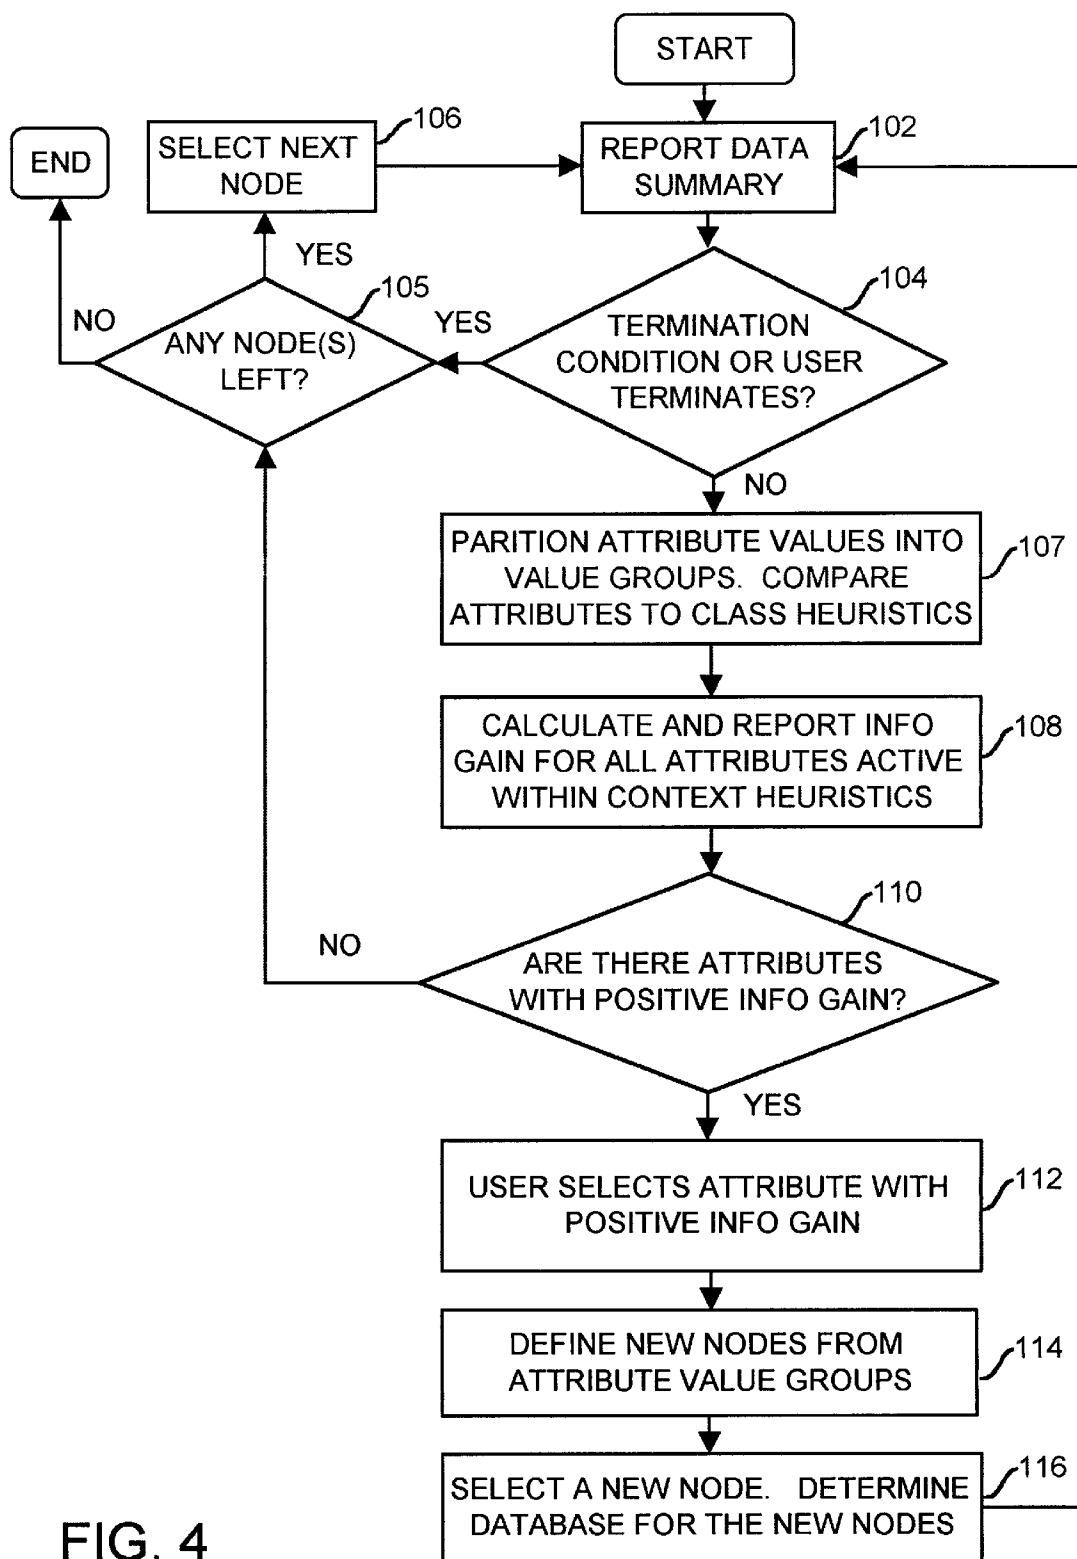 START
106
SELECT NEXT
NODE
102
REPORT DATA
SUMMARY
END
YES
105
NO
ANY NODE(S)
LEFT?
YES
104
TERMINATION
CONDITION OR USER
TERMINATES?
NO
PARITION ATTRIBUTE VALUES INTO
VALUE GROUPS. COMPARE
ATTRIBUTES TO CLASS HEURISTICS
107
CALCULATE AND REPORT INFO
GAIN FOR ALL ATTRIBUTES ACTIVE
WITHIN CONTEXT HEURISTICS
108
110
NO
ARE THERE ATTRIBUTES
WITH POSITIVE INFO GAIN?
YES
USER SELECTS ATTRIBUTE WITH
POSITIVE INFO GAIN
112
DEFINE NEW NODES FROM
ATTRIBUTE VALUE GROUPS
114
SELECT A NEW NODE. DETERMINE
DATABASE FOR THE NEW NODES
116
FIG. 4